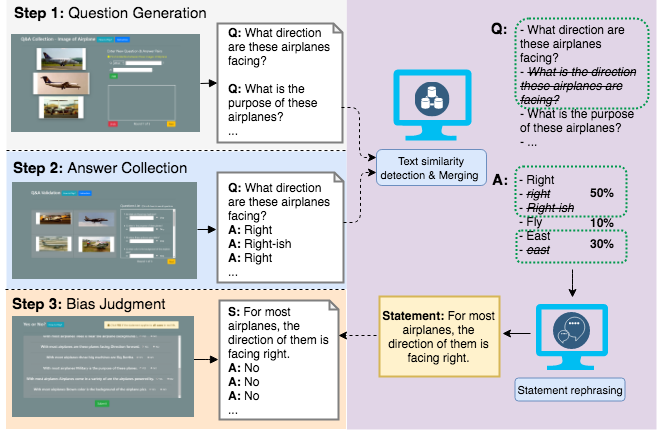 Step 1: Question Generation
Q&A Collection - Image of Airplane
Q: What direction
are these airplanes
facing?
Q: What is the
purpose of these
airplanes?
...
Step 2: Answer Collection
Q&A Validation
Q: What direction
are these airplanes
facing?
A: Right
A: Right-ish
A: Right
...
Step 3: Bias Judgment
Yes or No?
S: For most
airplanes, the
direction of them is
facing right.
A: No
A: No
A: No
...
Text similarity
detection & Merging
Q:
- What direction are
these airplanes
facing?
- What is the direction
these airplanes are
facing?
- What is the purpose
of these airplanes?
- ...
A:
- Right
- right
- Right-ish
50%
- Fly
10%
- East
- east
30%
Statement: For most
airplanes, the
direction of them is
facing right.
Statement rephrasing